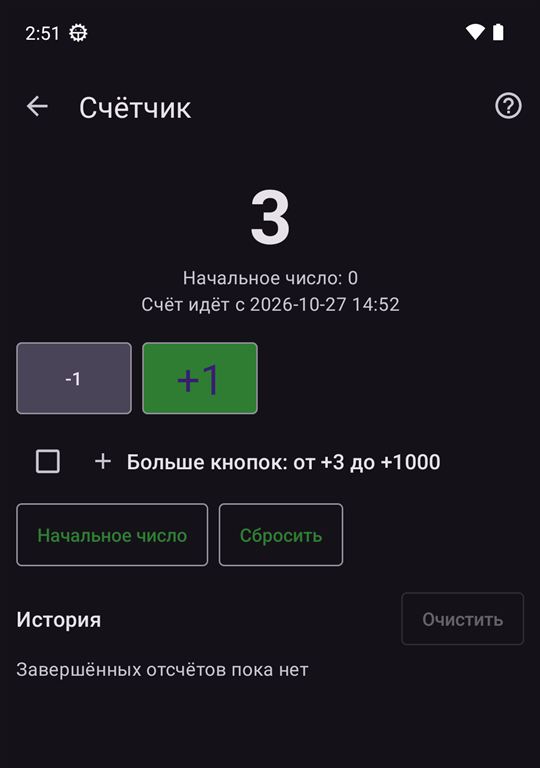 2:51
Счётчик
3
Начальное число: 0
Счёт идёт с 2026-10-27 14:52
-1 +1
+ Больше кнопок: от +3 до +1000
Начальное число Сбросить
История Очистить
Завершённых отсчётов пока нет